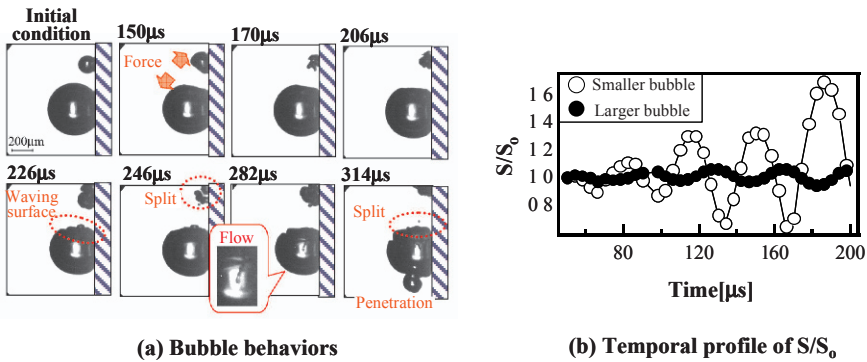 (a)
Initial
condition
150μs
170μs
206μs
Force
200μm
226μs
246μs
282μs
314μs
Waving
surface
Split
Split
Flow
Penetration
(a) Bubble behaviors
Smaller bubble
Larger bubble
S/So
1 6
1 4
1 2
1 0
0 8
80
120
160
200
Time[μs]
(b) Temporal profile of S/So